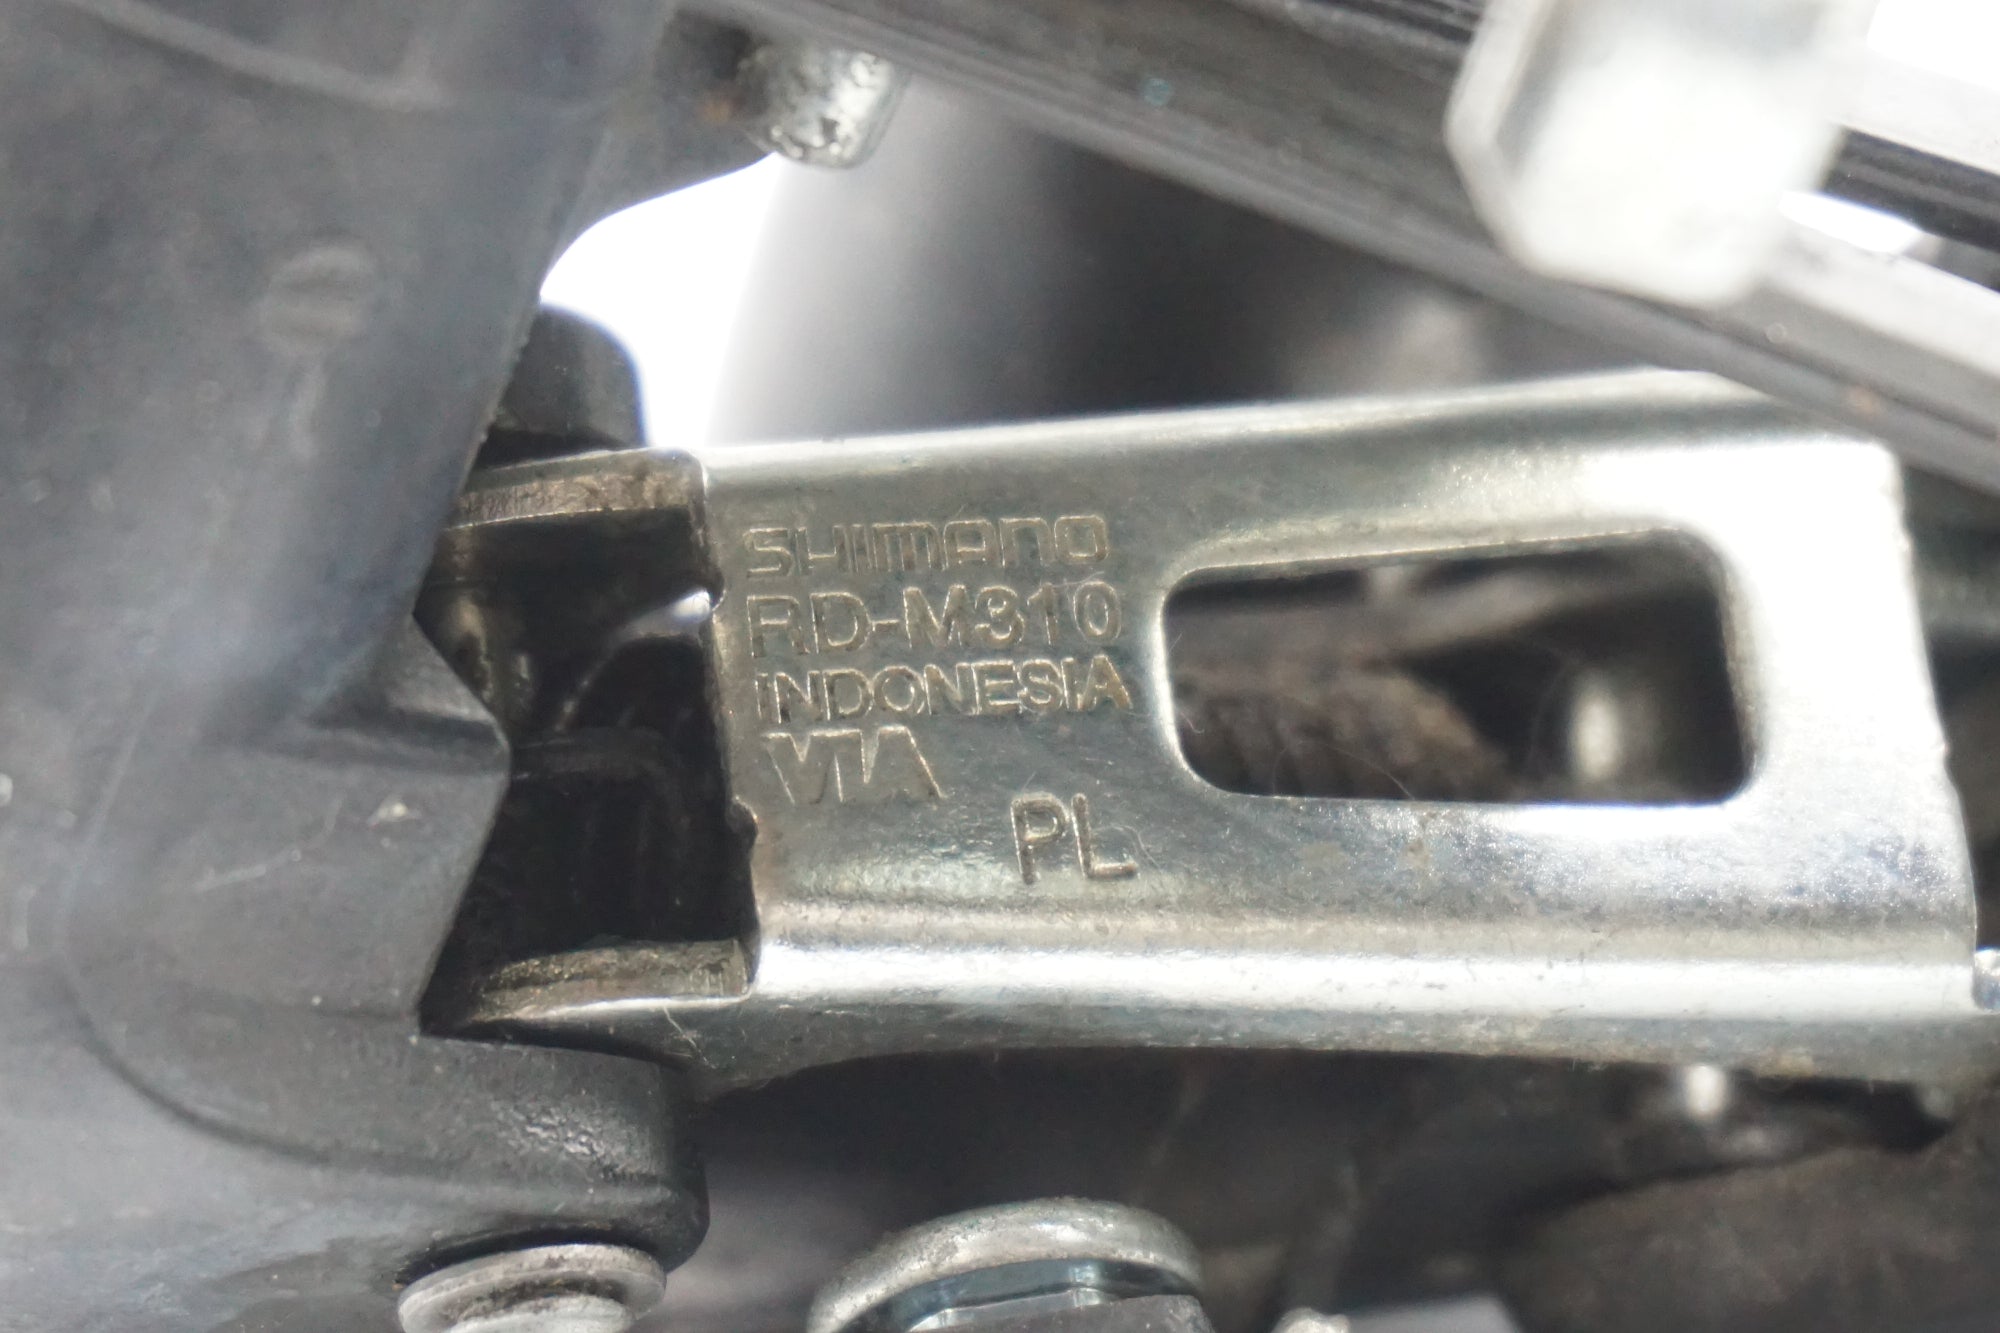 SHIMANO
RD-M310
INDONESIA
VIA
PL